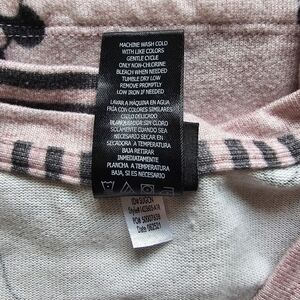 MACHINE WASH COLD
WITH LIKE COLORS
GENTLE CYCLE
ONLY NON-CHLORINE
BLEACH WHEN NEEDED
TUMBLE DRY LOW
REMOVE PROMPTLY
LOW IRON IF NEEDED
LAVAR A MÁQUINA EN AGUA
FRÍA CON COLORES SIMILARES
CICLO DELICADO
BLANQUEADOR SIN CLORO
SOLAMENTE CUANDO SEA
NECESARIO SECAR EN
SECADORA A TEMPERATURA
BAJA RETIRAR
INMEDIATAMENTE
PLANCHA A TEMPERATURA
BAJA, SI ES NECESARIO
Date